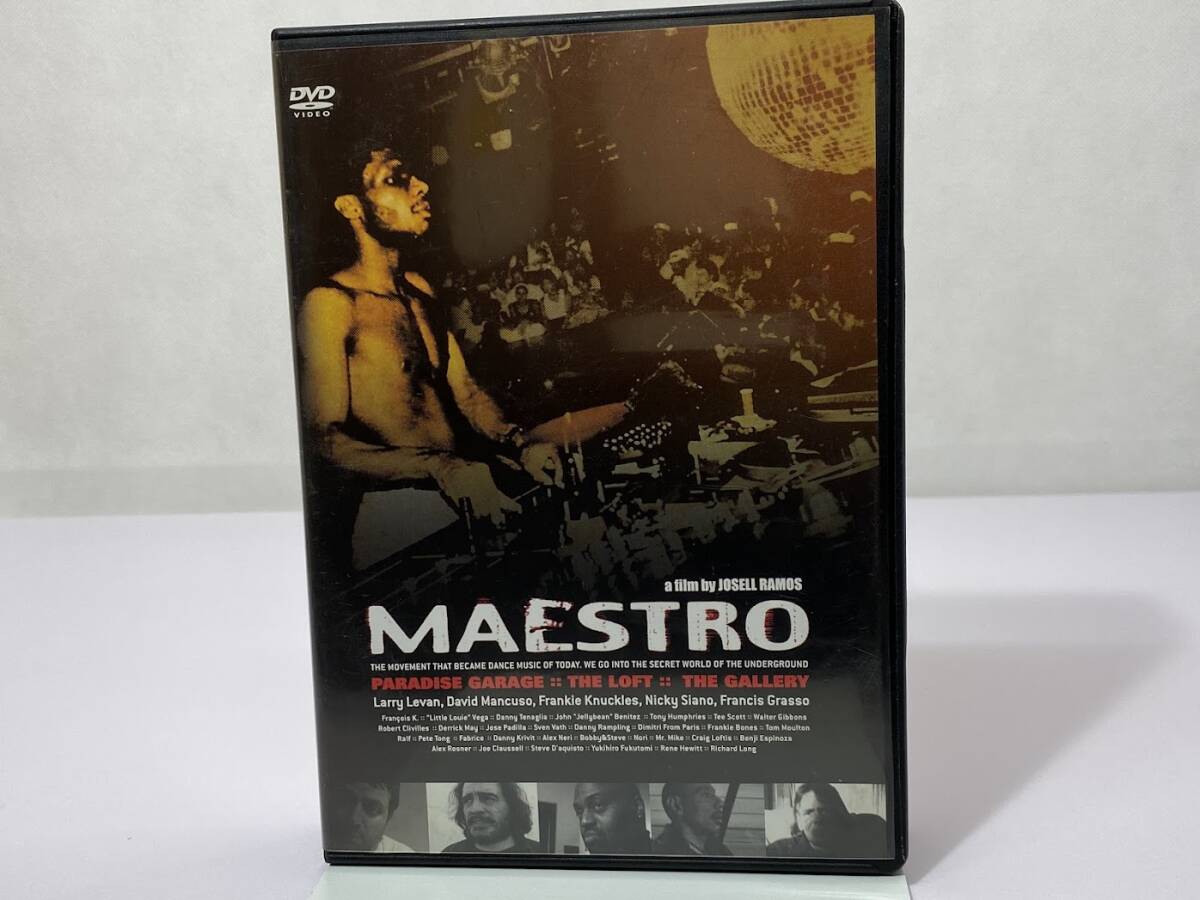 DVD
VIDEO
a film by JOSELL RAMOS
MAESTRO
THE MOVEMENT THAT BECAME DANCE MUSIC OF TODAY. WE GO INTO THE SECRET WORLD OF THE UNDERGROUND
PARADISE GARAGE :: THE LOFT :: THE GALLERY
Larry Levan, David Mancuso, Frankie Knuckles, Nicky Siano, Francis Grasso
François K. :: "Little Louie" Vega :: Danny Tenaglia :: John "Jellybean" Benitez :: Tony Humphries :: Tee Scott :: Walter Gibbons
Robert Clivilles :: Derrick May :: Jose Padilla :: Sven Vath :: Danny Rampling :: Dimitri From Paris :: Frankie Bones :: Tom Moulton
Ralf :: Pete Tong :: Fabrice :: Danny Krivit :: Alex Neri :: Bobby&Steve :: Nori :: Mr. Mike :: Craig Loftis :: Benji Espinoza
Alex Rosner :: Joe Claussell :: Steve D'aquisto :: Yukihiro Fukutomi :: Rene Hewitt :: Richard Long